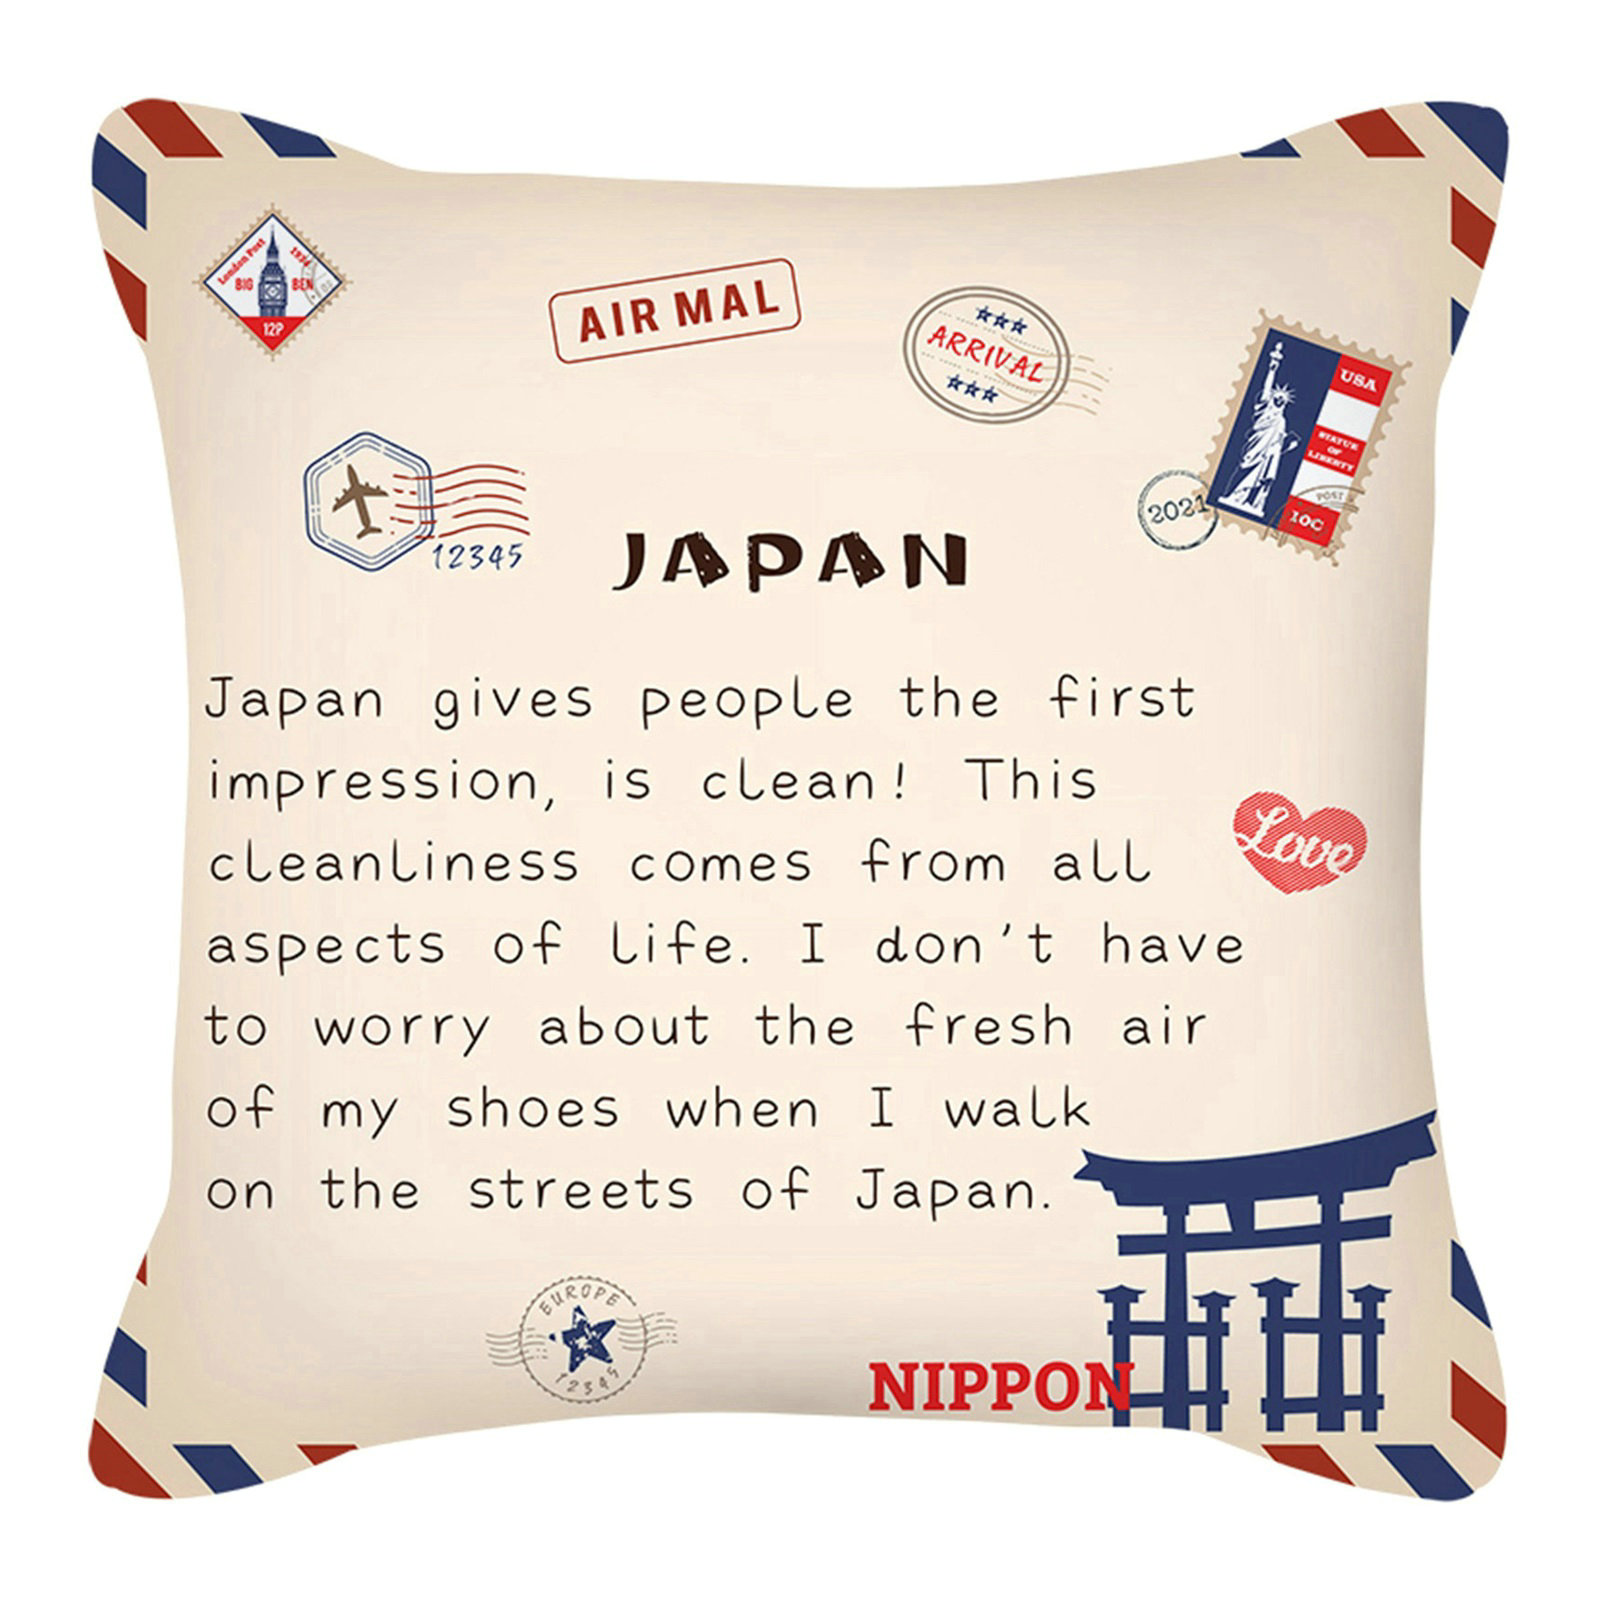 London Post
1924
BIG BEN
12P
AIR MAL
★★★
ARRIVAL
★★★
USA
STATUE
OF
LIBERTY
POST
10C
2021
12345
JAPAN
Japan gives people the first
impression, is clean! This
cleanliness comes from all
aspects of life. I don't have
to worry about the fresh air
of my shoes when I walk
on the streets of Japan.
Love
EUROPE
12345
NIPPON